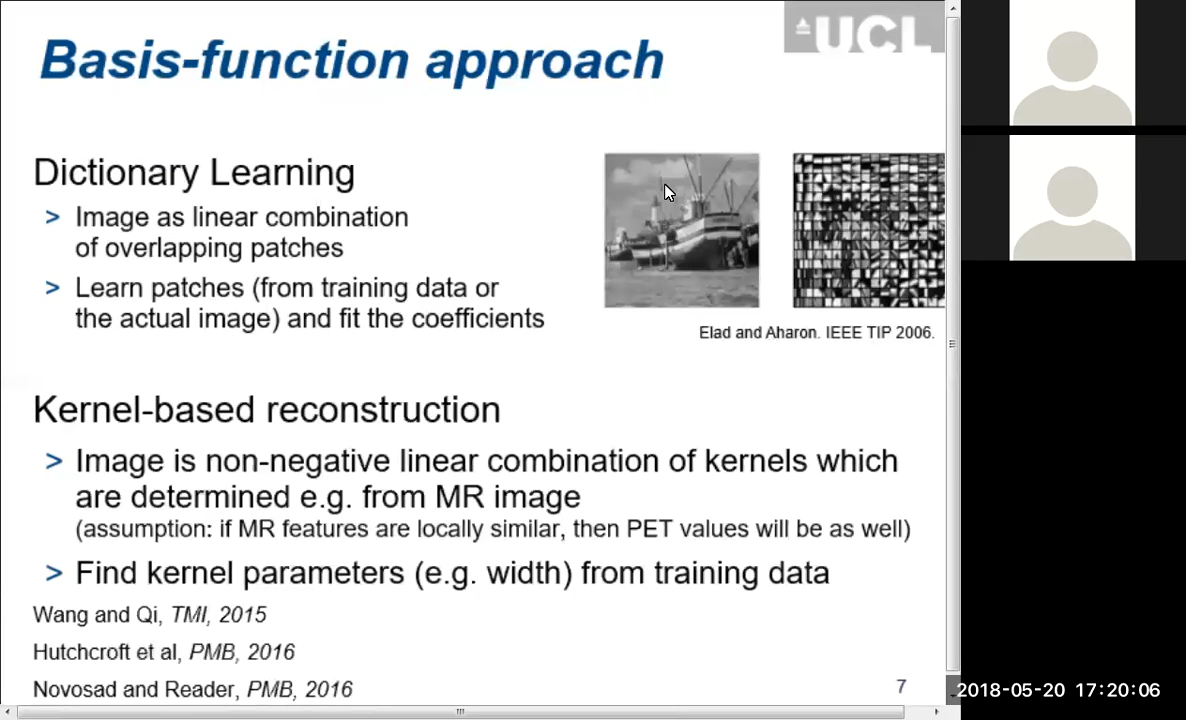 UCL
Basis-function approach
Dictionary Learning
> Image as linear combination
of overlapping patches
> Learn patches (from training data or
the actual image) and fit the coefficients
Elad and Aharon. IEEE TIP 2006.
Kernel-based reconstruction
> Image is non-negative linear combination of kernels which
are determined e.g. from MR image
(assumption: if MR features are locally similar, then PET values will be as well)
> Find kernel parameters (e.g. width) from training data
Wang and Qi, TMI, 2015
Hutchcroft et al, PMB, 2016
Novosad and Reader, PMB, 2016
7
2018-05-20 17:20:06